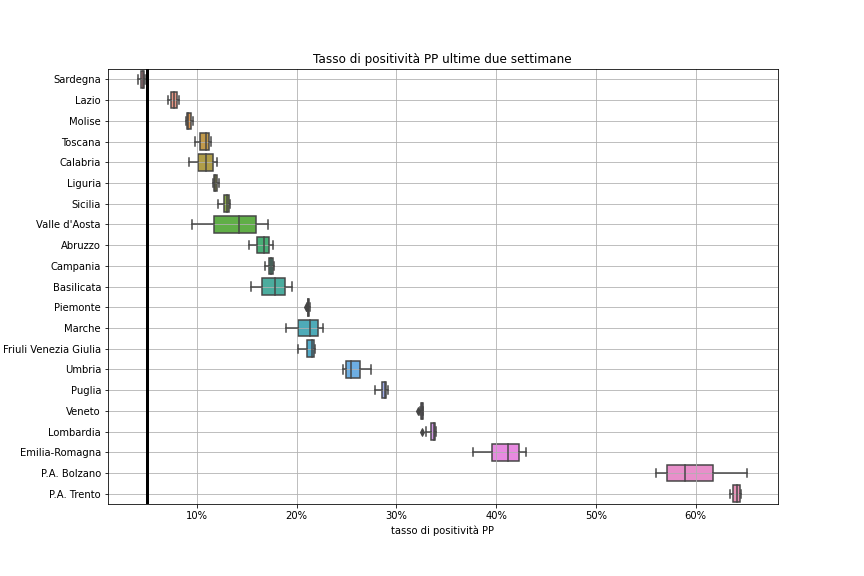 Tasso di positività PP ultime due settimane
Sardegna
Lazio
Molise
Toscana
Calabria
Liguria
Sicilia
Valle d'Aosta
Abruzzo
Campania
Basilicata
Piemonte
Marche
Friuli Venezia Giulia
Umbria
Puglia
Veneto
Lombardia
Emilia-Romagna
P.A. Bolzano
P.A. Trento
10% 20% 30% 40% 50% 60%
tasso di positività PP